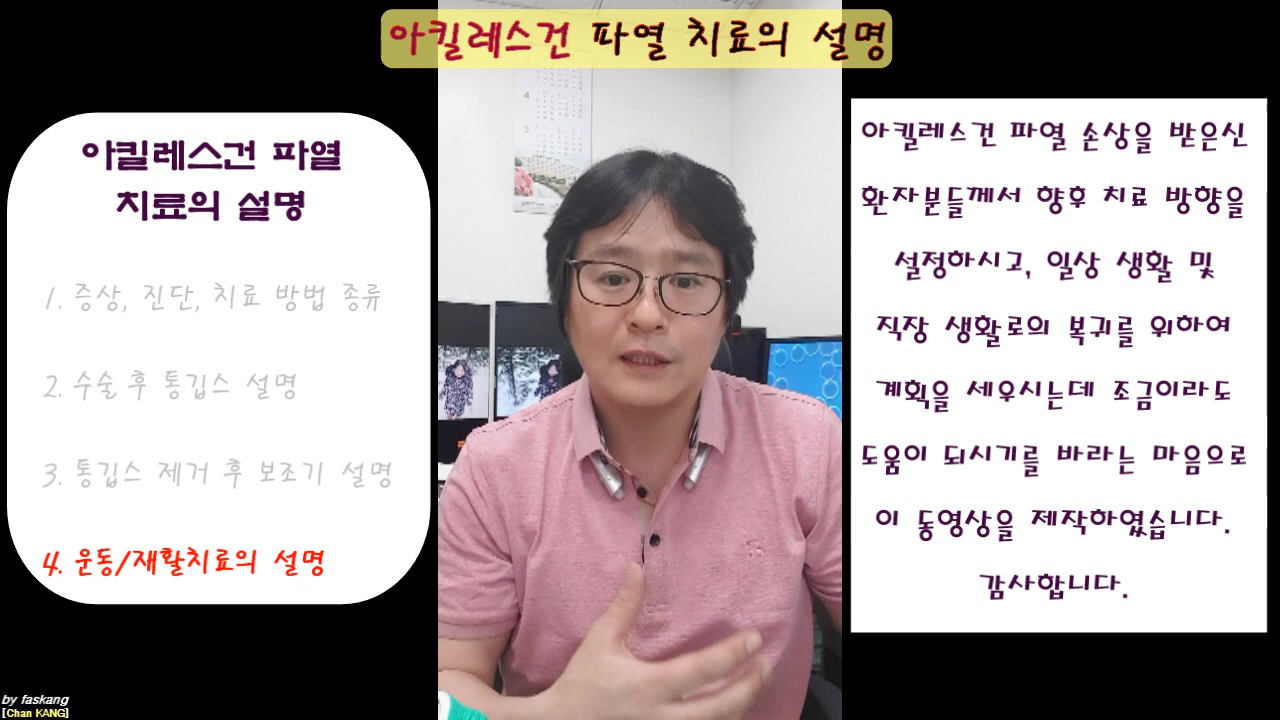 아킬레스건 파열 치료의 설명
아킬레스건 파열
치료의 설명
1. 증상, 진단, 치료 방법 종류
2. 수술 후 통깁스 설명
3. 통깁스 제거 후 보조기 설명
4. 운동/재활치료의 설명
아킬레스건 파열 손상을 받은신
환자분들께서 향후 치료 방향을
설정하시고, 일상 생활 및
직장 생활로의 복귀를 위하여
계획을 세우시는데 조금이라도
도움이 되시기를 바라는 마음으로
이 동영상을 제작하였습니다.
감사합니다.
by faskang
[Chan KANG]